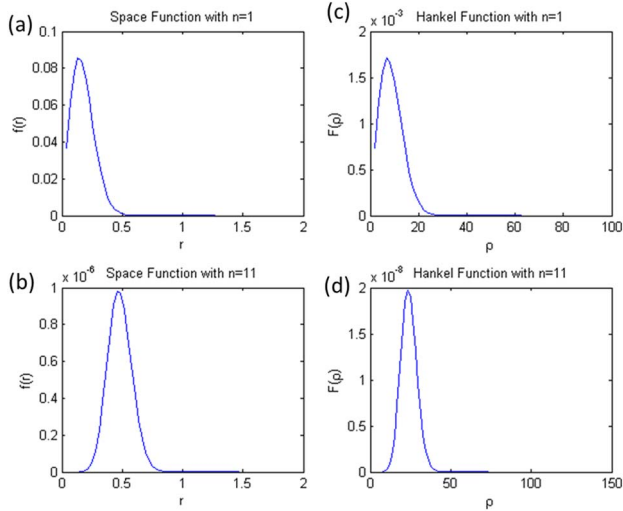 (a)
Space Function with n=1
0.1
0.08
0.06
0.04
0.02
0
f(r)
0 0.5 1 1.5 2
r
(c)
x 10⁻³ Hankel Function with n=1
2
1.5
1
0.5
0
F(ρ)
0 20 40 60 80 100
ρ
(b)
x 10⁻⁶ Space Function with n=11
1
0.8
0.6
0.4
0.2
0
f(r)
0 0.5 1 1.5 2
r
(d)
x 10⁻⁸ Hankel Function with n=11
2
1.5
1
0.5
0
F(ρ)
0 50 100 150
ρ